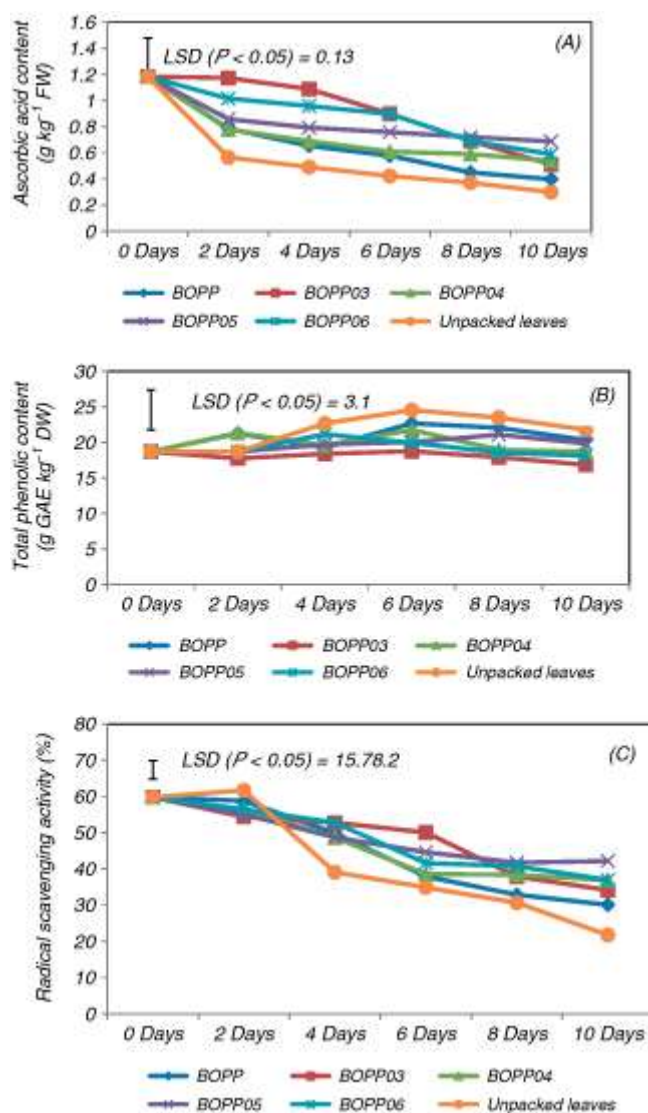 Ascorbic acid content
(g kg⁻¹ FW)
1.6
1.4
1.2
1
0.8
0.6
0.4
0.2
0
LSD (P < 0.05) = 0.13
(A)
0 Days 2 Days 4 Days 6 Days 8 Days 10 Days
BOPP BOPP03 BOPP04
BOPP05 BOPP06 Unpacked leaves
Total phenolic content
(g GAE kg⁻¹ DW)
30
25
20
15
10
5
0
LSD (P < 0.05) = 3.1
(B)
0 Days 2 Days 4 Days 6 Days 8 Days 10 Days
BOPP BOPP03 BOPP04
BOPP05 BOPP06 Unpacked leaves
Radical scavenging activity (%)
80
70
60
50
40
30
20
10
0
LSD (P < 0.05) = 15.78.2
(C)
0 Days 2 Days 4 Days 6 Days 8 Days 10 Days
BOPP BOPP03 BOPP04
BOPP05 BOPP06 Unpacked leaves